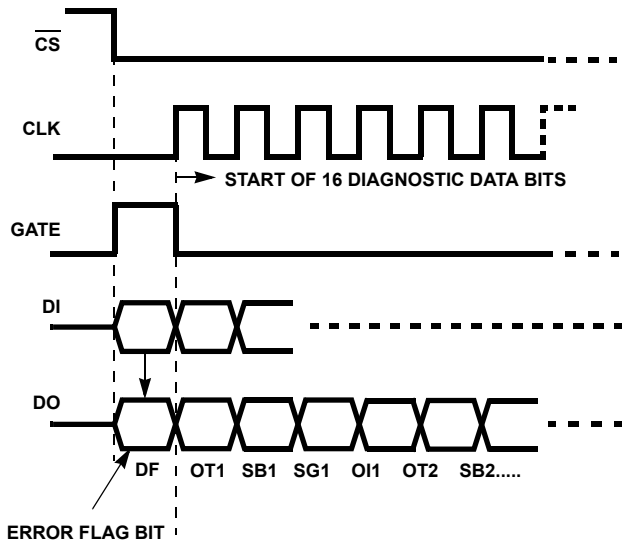 CS
CLK
START OF 16 DIAGNOSTIC DATA BITS
GATE
DI
DO
DF OT1 SB1 SG1 OI1 OT2 SB2.....
ERROR FLAG BIT